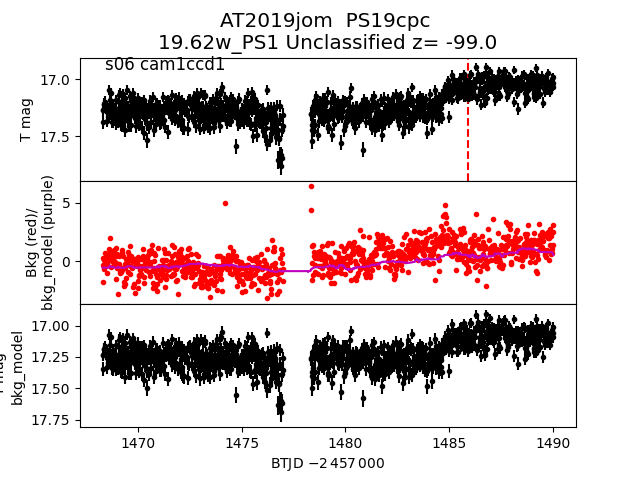 AT2019jom  PS19cpc
19.62w_PS1 Unclassified z= -99.0
s06 cam1ccd1
17.0
17.5
T mag
5
0
Bkg (red)/
bkg_model (purple)
17.00
17.25
17.50
17.75
bkg_model
1470
1475
1480
1485
1490
BTJD −2 457 000